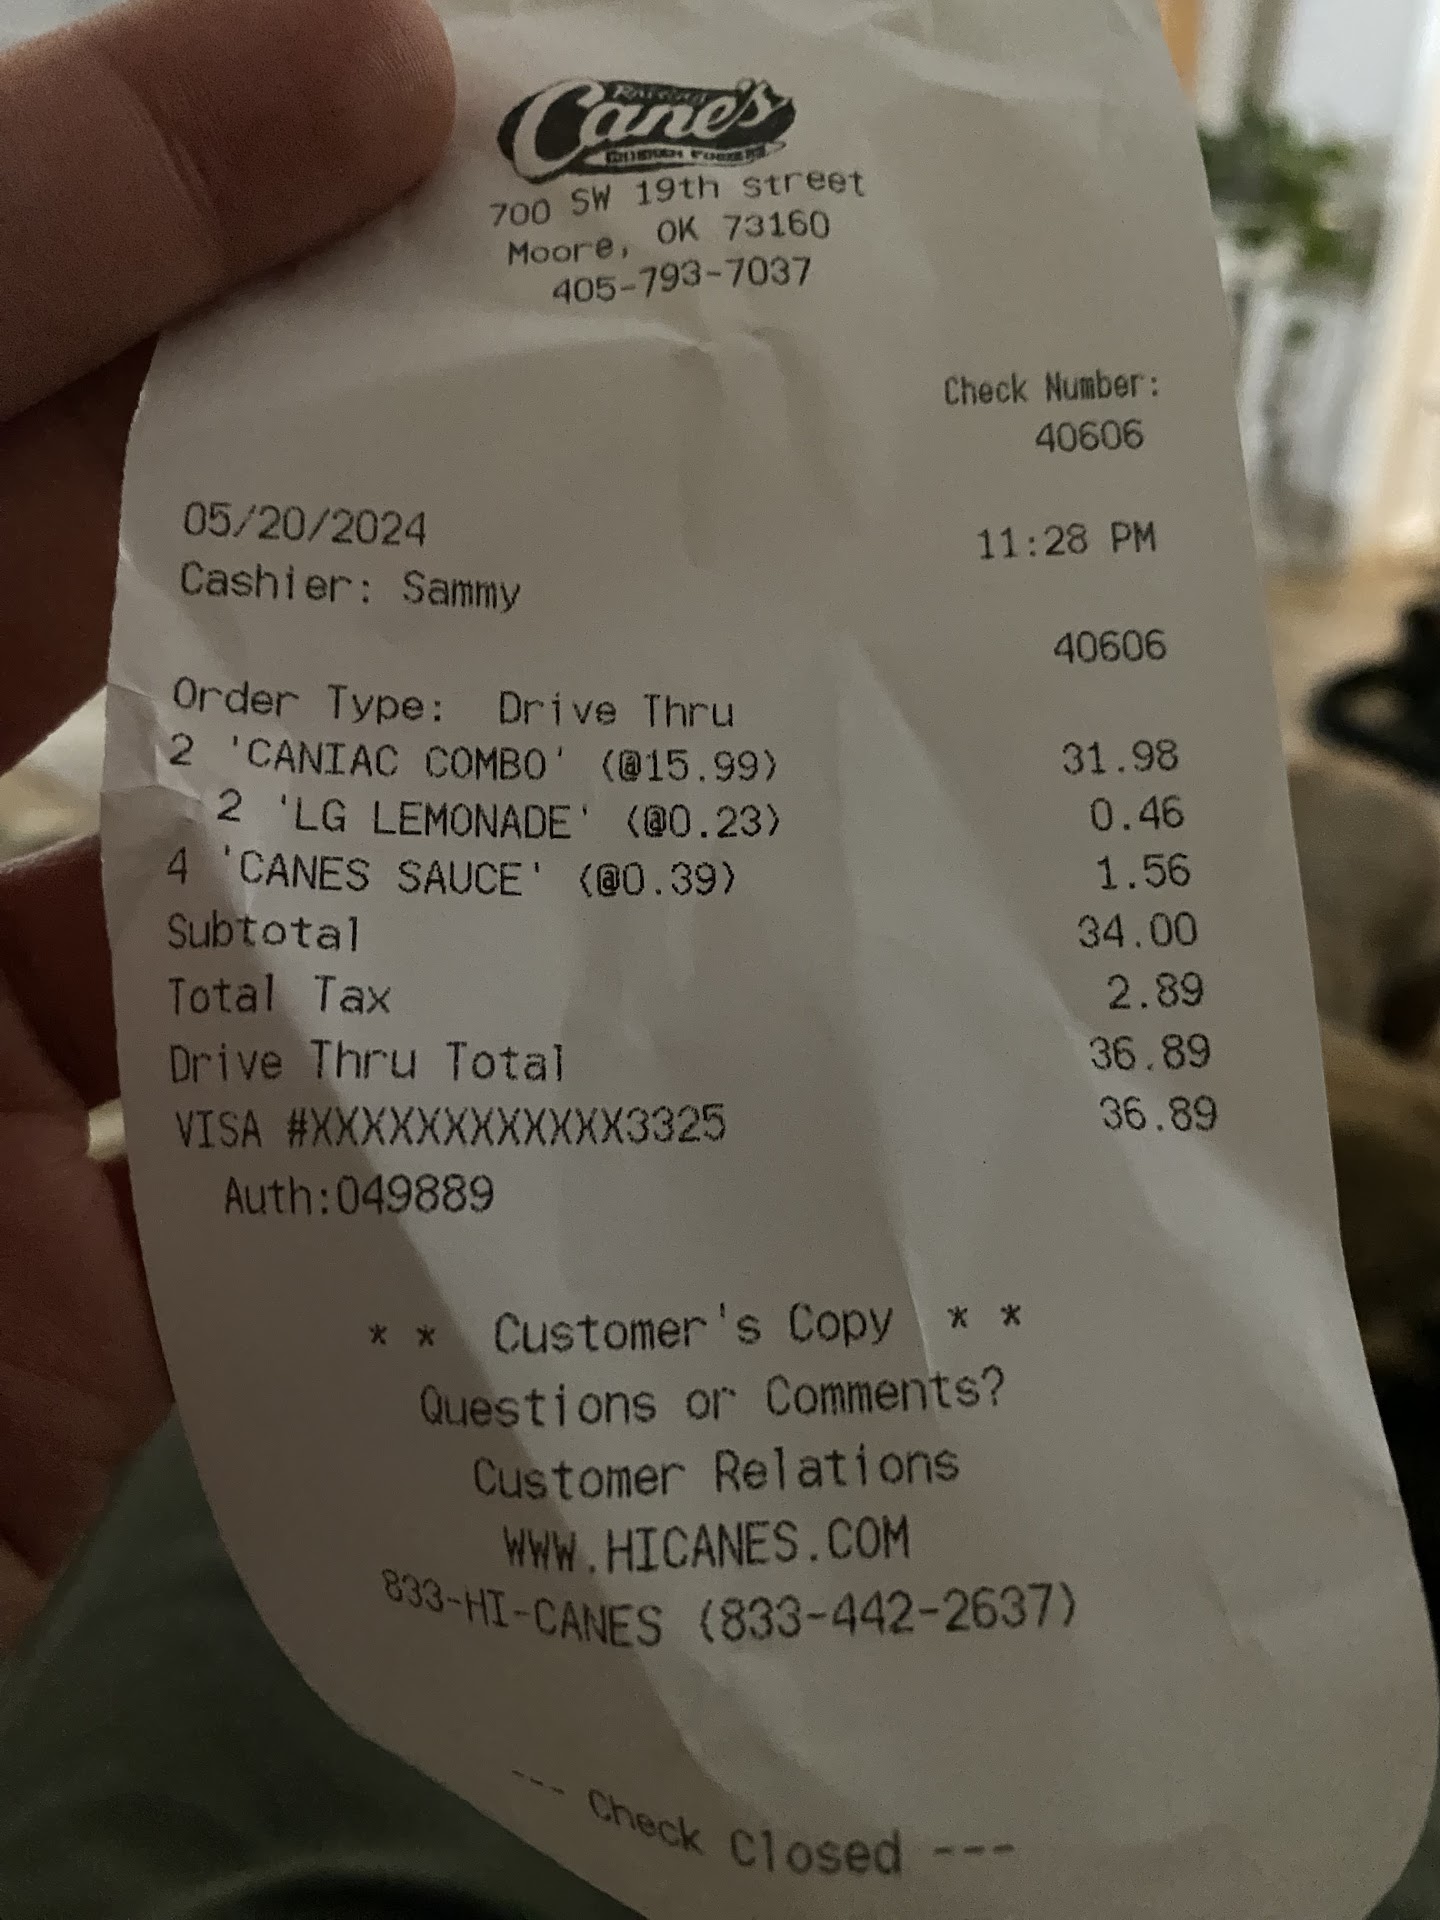 Raising
Cane's
CHICKEN FINGERS
700 SW 19th street
Moore, OK 73160
405-793-7037
Check Number:
40606
05/20/2024 11:28 PM
Cashier: Sammy
40606
Order Type: Drive Thru
2 'CANIAC COMBO' (@15.99) 31.98
2 'LG LEMONADE' (@0.23) 0.46
4 'CANES SAUCE' (@0.39) 1.56
Subtotal 34.00
Total Tax 2.89
Drive Thru Total 36.89
VISA #XXXXXXXXXXXX3325 36.89
Auth:049889
* * Customer's Copy * *
Questions or Comments?
Customer Relations
WWW.HICANES.COM
833-HI-CANES (833-442-2637)
--- Check Closed ---